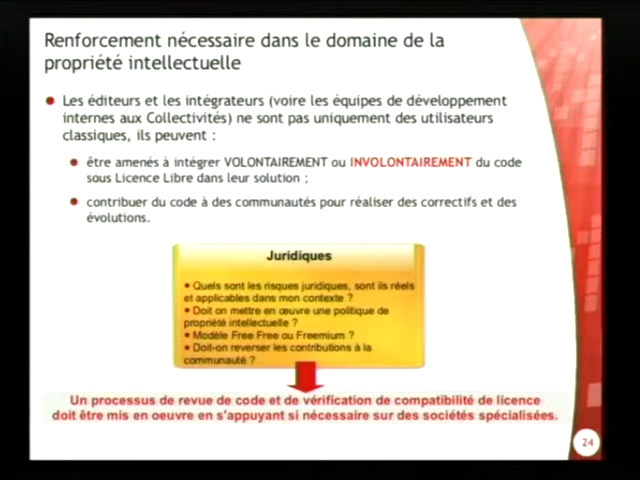 Renforcement nécessaire dans le domaine de la
propriété intellectuelle
• Les éditeurs et les intégrateurs (voire les équipes de développement
internes aux Collectivités) ne sont pas uniquement des utilisateurs
classiques, ils peuvent :
• être amenés à intégrer VOLONTAIREMENT ou INVOLONTAIREMENT du code
sous Licence Libre dans leur solution ;
• contribuer du code à des communautés pour réaliser des correctifs et des
évolutions.
Juridiques
• Quels sont les risques juridiques, sont ils réels
et applicables dans mon contexte ?
• Doit on mettre en œuvre une politique de
propriété intellectuelle ?
• Modèle Free Free ou Freemium ?
• Doit-on reverser les contributions à la
communauté ?
Un processus de revue de code et de vérification de compatibilité de licence
doit être mis en oeuvre en s'appuyant si nécessaire sur des sociétés spécialisées.
24